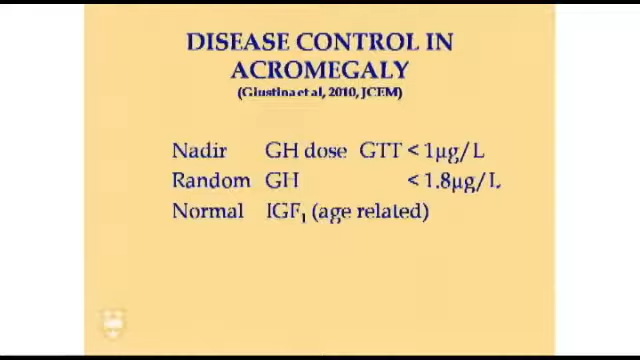 DISEASE CONTROL IN
ACROMEGALY
(Giustina et al, 2010, JCEM)
Nadir GH dose GTT < 1µg/L
Random GH < 1.8µg/L
Normal IGF₁ (age related)